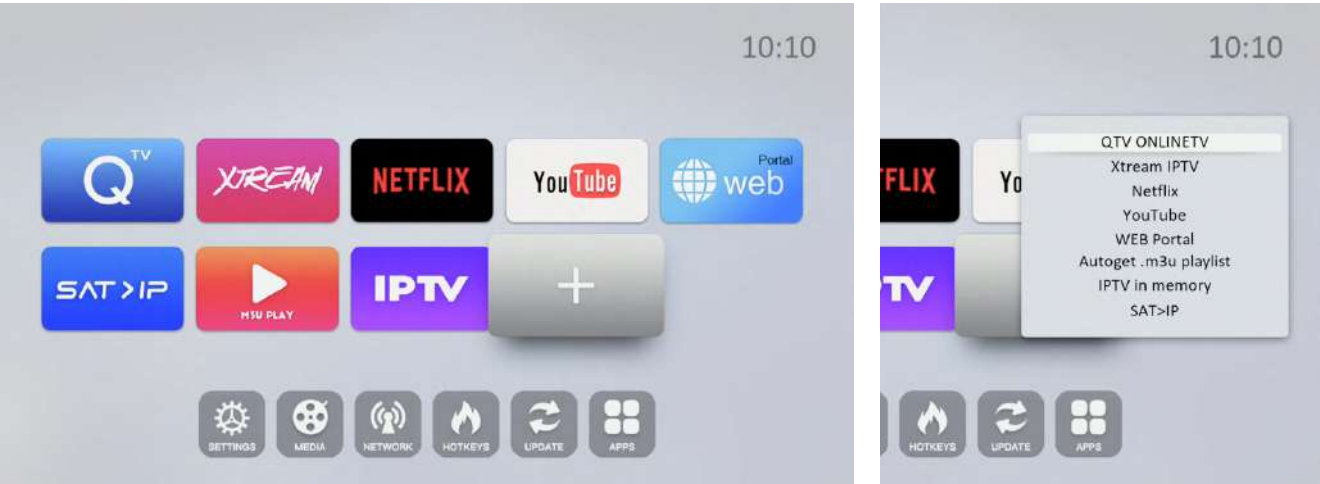 10:10
Q TV
XTREAM
NETFLIX
YouTube
Portal
web
SAT>IP
M3U PLAY
IPTV
+
SETTINGS
MEDIA
NETWORK
HOTKEYS
UPDATE
APPS
10:10
FLIX
Yo
TV
QTV ONLINETV
Xtream IPTV
Netflix
YouTube
WEB Portal
Autoget .m3u playlist
IPTV in memory
SAT>IP
HOTKEYS
UPDATE
APPS